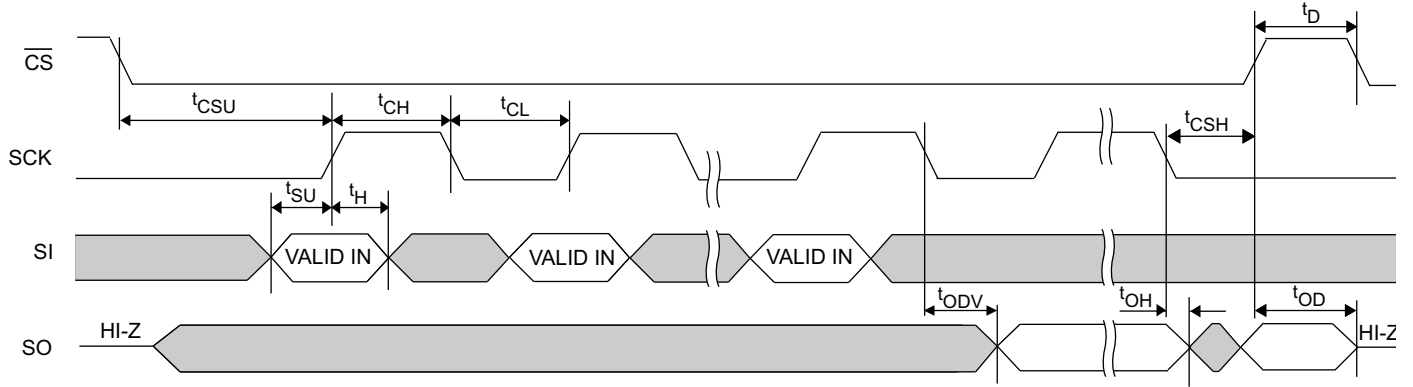 tD
CS
tCSU
tCH
tCL
tCSH
SCK
tSU
tH
SI
VALID IN
VALID IN
VALID IN
tODV
tOH
tOD
HI-Z
HI-Z
SO